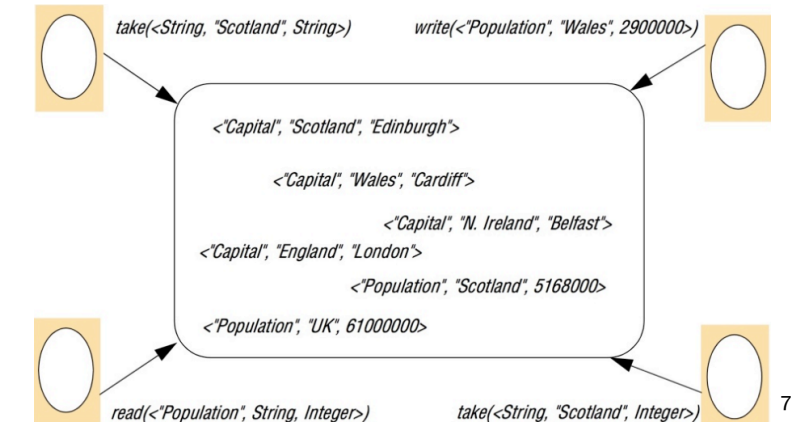 take(<String, "Scotland", String>)
write(<"Population", "Wales", 2900000>)
<"Capital", "Scotland", "Edinburgh">
<"Capital", "Wales", "Cardiff">
<"Capital", "N. Ireland", "Belfast">
<"Capital", "England", "London">
<"Population", "Scotland", 5168000>
<"Population", "UK", 61000000>
read(<"Population", String, Integer>)
take(<String, "Scotland", Integer>)
7